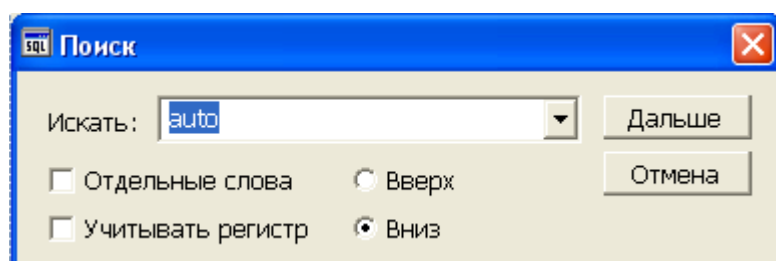 SQL Поиск
Искать: auto Дальше
Отдельные слова Вверх Отмена
Учитывать регистр Вниз